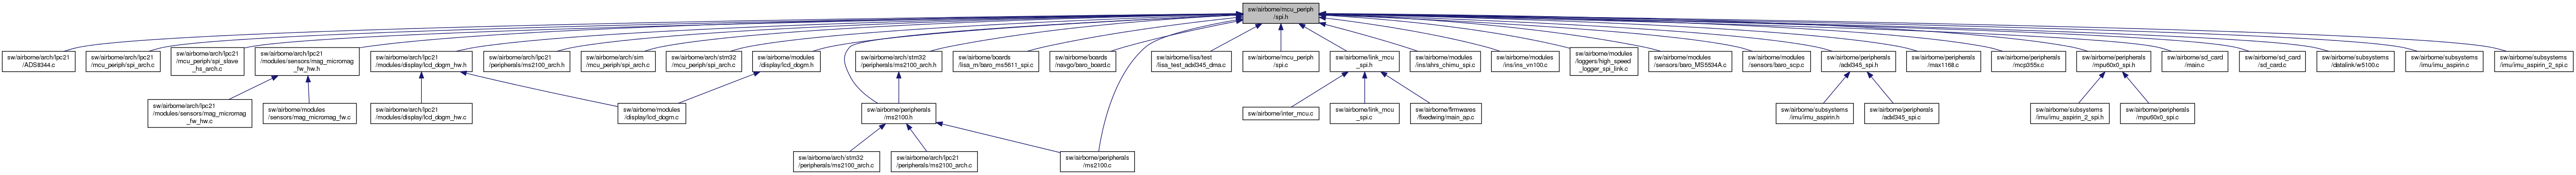 sw/airborne/mcu_periph
/spi.h
sw/airborne/arch/lpc21
/ADS8344.c
sw/airborne/arch/lpc21
/mcu_periph/spi_arch.c
sw/airborne/arch/lpc21
/mcu_periph/spi_slave
_hs_arch.c
sw/airborne/arch/lpc21
/modules/sensors/mag_micromag
_fw_hw.h
sw/airborne/arch/lpc21
/modules/display/lcd_dogm_hw.h
sw/airborne/arch/lpc21
/peripherals/ms2100_arch.h
sw/airborne/arch/sim
/mcu_periph/spi_arch.c
sw/airborne/arch/stm32
/mcu_periph/spi_arch.c
sw/airborne/modules
/display/lcd_dogm.h
sw/airborne/arch/stm32
/peripherals/ms2100_arch.h
sw/airborne/boards
/lisa_m/baro_ms5611_spi.c
sw/airborne/boards
/navgo/baro_board.c
sw/airborne/lisa/test
/lisa_test_adxl345_dma.c
sw/airborne/mcu_periph
/spi.c
sw/airborne/link_mcu
_spi.h
sw/airborne/modules
/ins/ahrs_chimu_spi.c
sw/airborne/modules
/ins/ins_vn100.c
sw/airborne/modules
/loggers/high_speed
_logger_spi_link.c
sw/airborne/modules
/sensors/baro_MS5534A.c
sw/airborne/modules
/sensors/baro_scp.c
sw/airborne/peripherals
/adxl345_spi.h
sw/airborne/peripherals
/max1168.c
sw/airborne/peripherals
/mcp355x.c
sw/airborne/peripherals
/mpu60x0_spi.h
sw/airborne/sd_card
/main.c
sw/airborne/sd_card
/sd_card.c
sw/airborne/subsystems
/datalink/w5100.c
sw/airborne/subsystems
/imu/imu_aspirin.c
sw/airborne/subsystems
/imu/imu_aspirin_2_spi.c
sw/airborne/arch/lpc21
/modules/sensors/mag_micromag
_fw_hw.c
sw/airborne/modules
/sensors/mag_micromag_fw.c
sw/airborne/arch/lpc21
/modules/display/lcd_dogm_hw.c
sw/airborne/modules
/display/lcd_dogm.c
sw/airborne/peripherals
/ms2100.h
sw/airborne/inter_mcu.c
sw/airborne/link_mcu
_spi.c
sw/airborne/firmwares
/fixedwing/main_ap.c
sw/airborne/subsystems
/imu/imu_aspirin.h
sw/airborne/peripherals
/adxl345_spi.c
sw/airborne/subsystems
/imu/imu_aspirin_2_spi.h
sw/airborne/peripherals
/mpu60x0_spi.c
sw/airborne/arch/stm32
/peripherals/ms2100_arch.c
sw/airborne/arch/lpc21
/peripherals/ms2100_arch.c
sw/airborne/peripherals
/ms2100.c